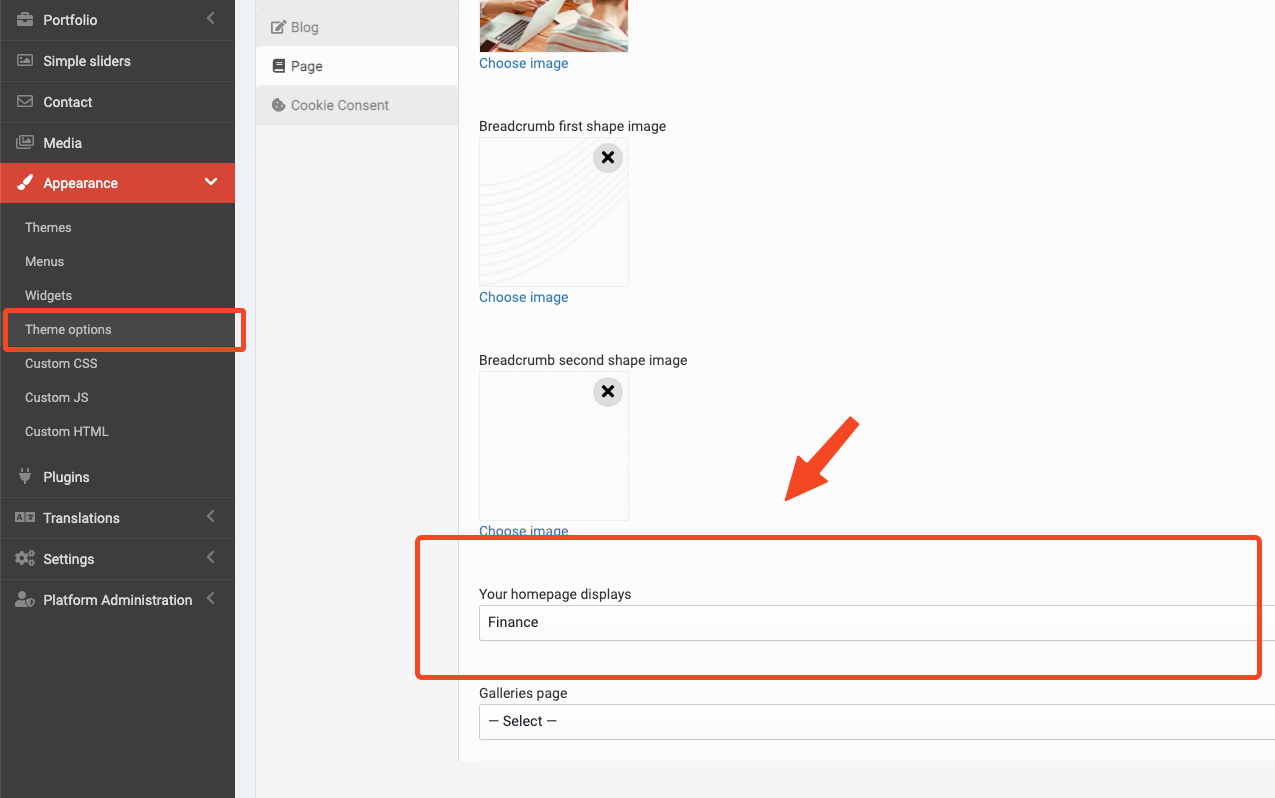 Portfolio
Simple sliders
Contact
Media
Appearance
Themes
Menus
Widgets
Theme options
Custom CSS
Custom JS
Custom HTML
Plugins
Translations
Settings
Platform Administration
Blog
Page
Cookie Consent
Choose image
Breadcrumb first shape image
Choose image
Breadcrumb second shape image
Choose image
Your homepage displays
Finance
Galleries page
— Select —